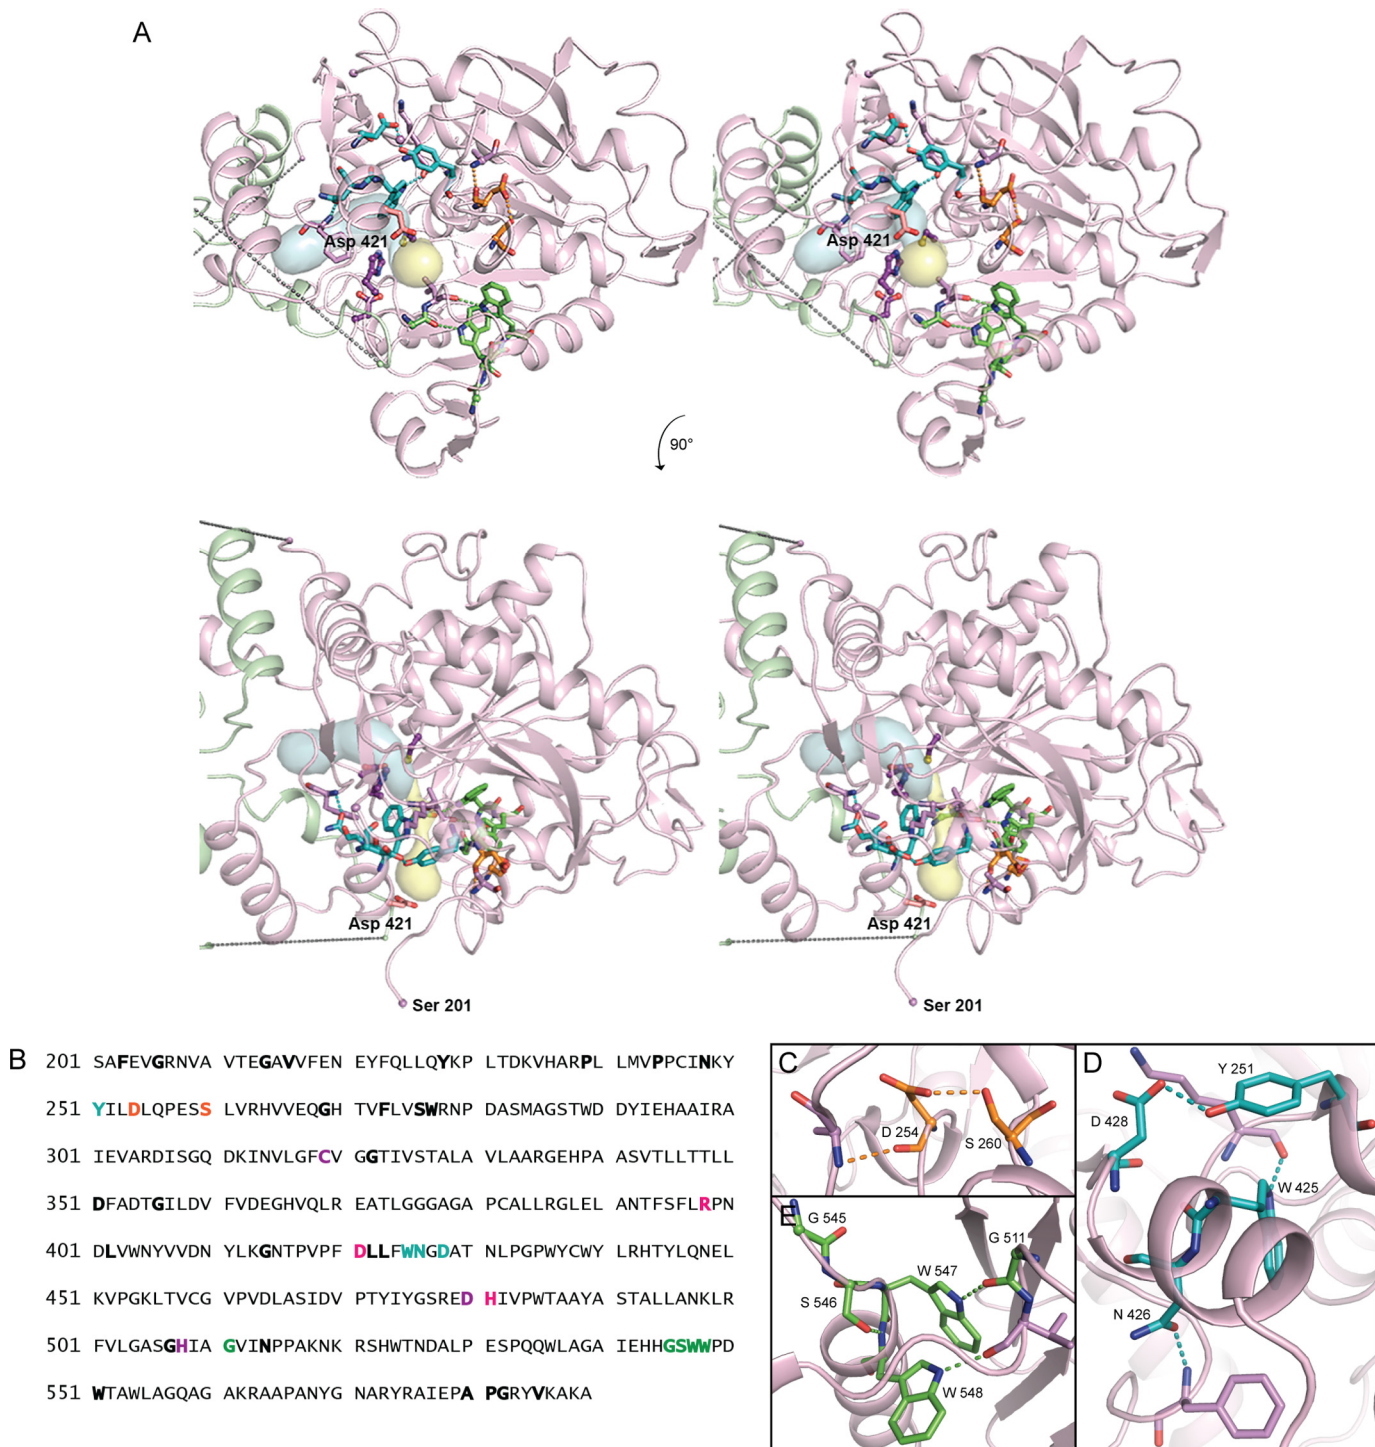 A
Asp 421
Asp 421
90°
Asp 421
Asp 421
Ser 201
Ser 201
B
201 SAFEVGRNVA VTEGAVVFEN EYFQLLQYKP LTDKVHARPL LMVPPCINKY
251 YILDLQPESS LVRHVVEQGH TVFLVSWRNP DASMAGSTWD DYIEHAAIRA
301 IEVARDISGQ DKINVLGFCV GGTIVSTALA VLAARGEHPA ASVTLLTTLL
351 DFADTGILDV FVDEGHVQLR EATLGGGAGA PCALLRGLEL ANTFSFLRPN
401 DLVWNYVVDN YLKGNTPVPF DLLFWNGDAT NLPGPWYCWY LRHTYLQNEL
451 KVPGKLTVCG VPVDLASIDV PTYIYGSRED HIVPWTAAYA STALLANKLR
501 FVLGASGHIA GVINPPAKNK RSHWTNDALP ESPQQWLAGA IEHHGSWWPD
551 WTAWLAGQAG AKRAAPANYG NARYRAIEPA PGRYVKAKA
C
D 254
S 260
D
Y 251
D 428
W 425
N 426
E
G 545
G 511
W 547
S 546
W 548